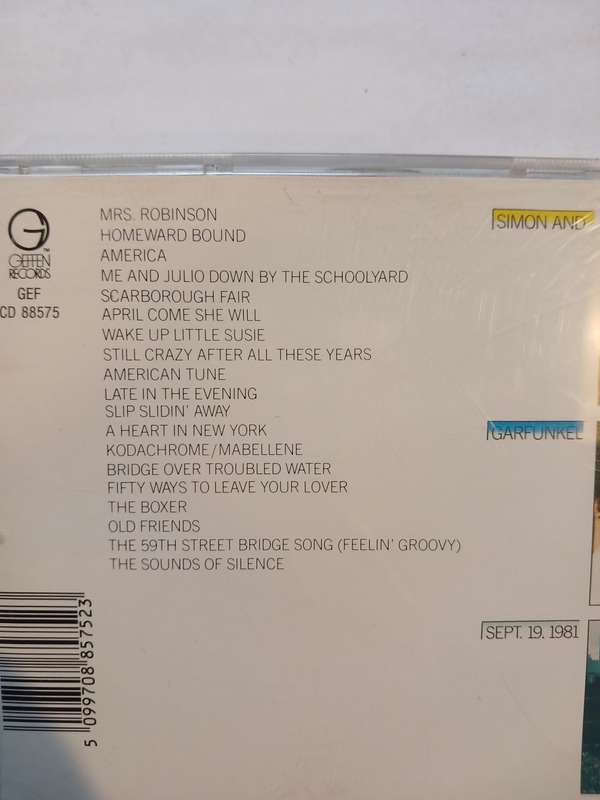 GEFFEN
RECORDS
GEF
CD 88575
MRS. ROBINSON
HOMEWARD BOUND
AMERICA
ME AND JULIO DOWN BY THE SCHOOLYARD
SCARBOROUGH FAIR
APRIL COME SHE WILL
WAKE UP LITTLE SUSIE
STILL CRAZY AFTER ALL THESE YEARS
AMERICAN TUNE
LATE IN THE EVENING
SLIP SLIDIN' AWAY
A HEART IN NEW YORK
KODACHROME/MABELLENE
BRIDGE OVER TROUBLED WATER
FIFTY WAYS TO LEAVE YOUR LOVER
THE BOXER
OLD FRIENDS
THE 59TH STREET BRIDGE SONG (FEELIN' GROOVY)
THE SOUNDS OF SILENCE
SIMON AND
GARFUNKEL
SEPT. 19. 1981
5 099708 857523